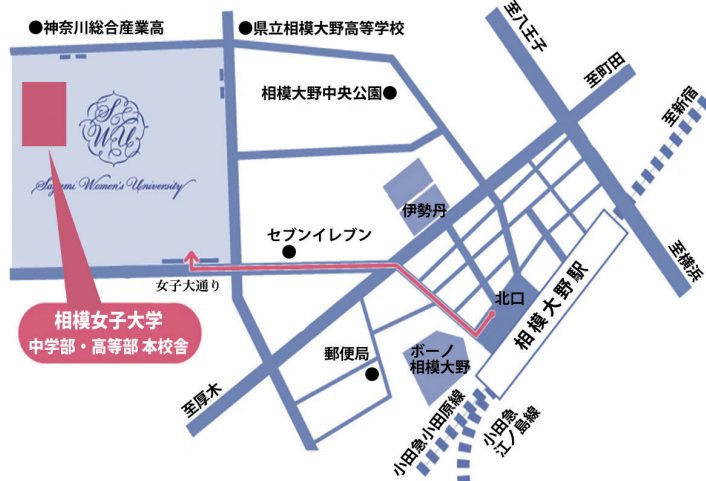 ●神奈川総合産業高
●県立相模大野高等学校
至八王子
至町田
至新宿
相模大野中央公園●
SWU
Sagami Women's University
伊勢丹
セブンイレブン
女子大通り
至横浜
北口
相模大野駅
相模女子大学
中学部・高等部 本校舎
郵便局
ボーノ
相模大野
至厚木
小田急小田原線
小田急
江ノ島線